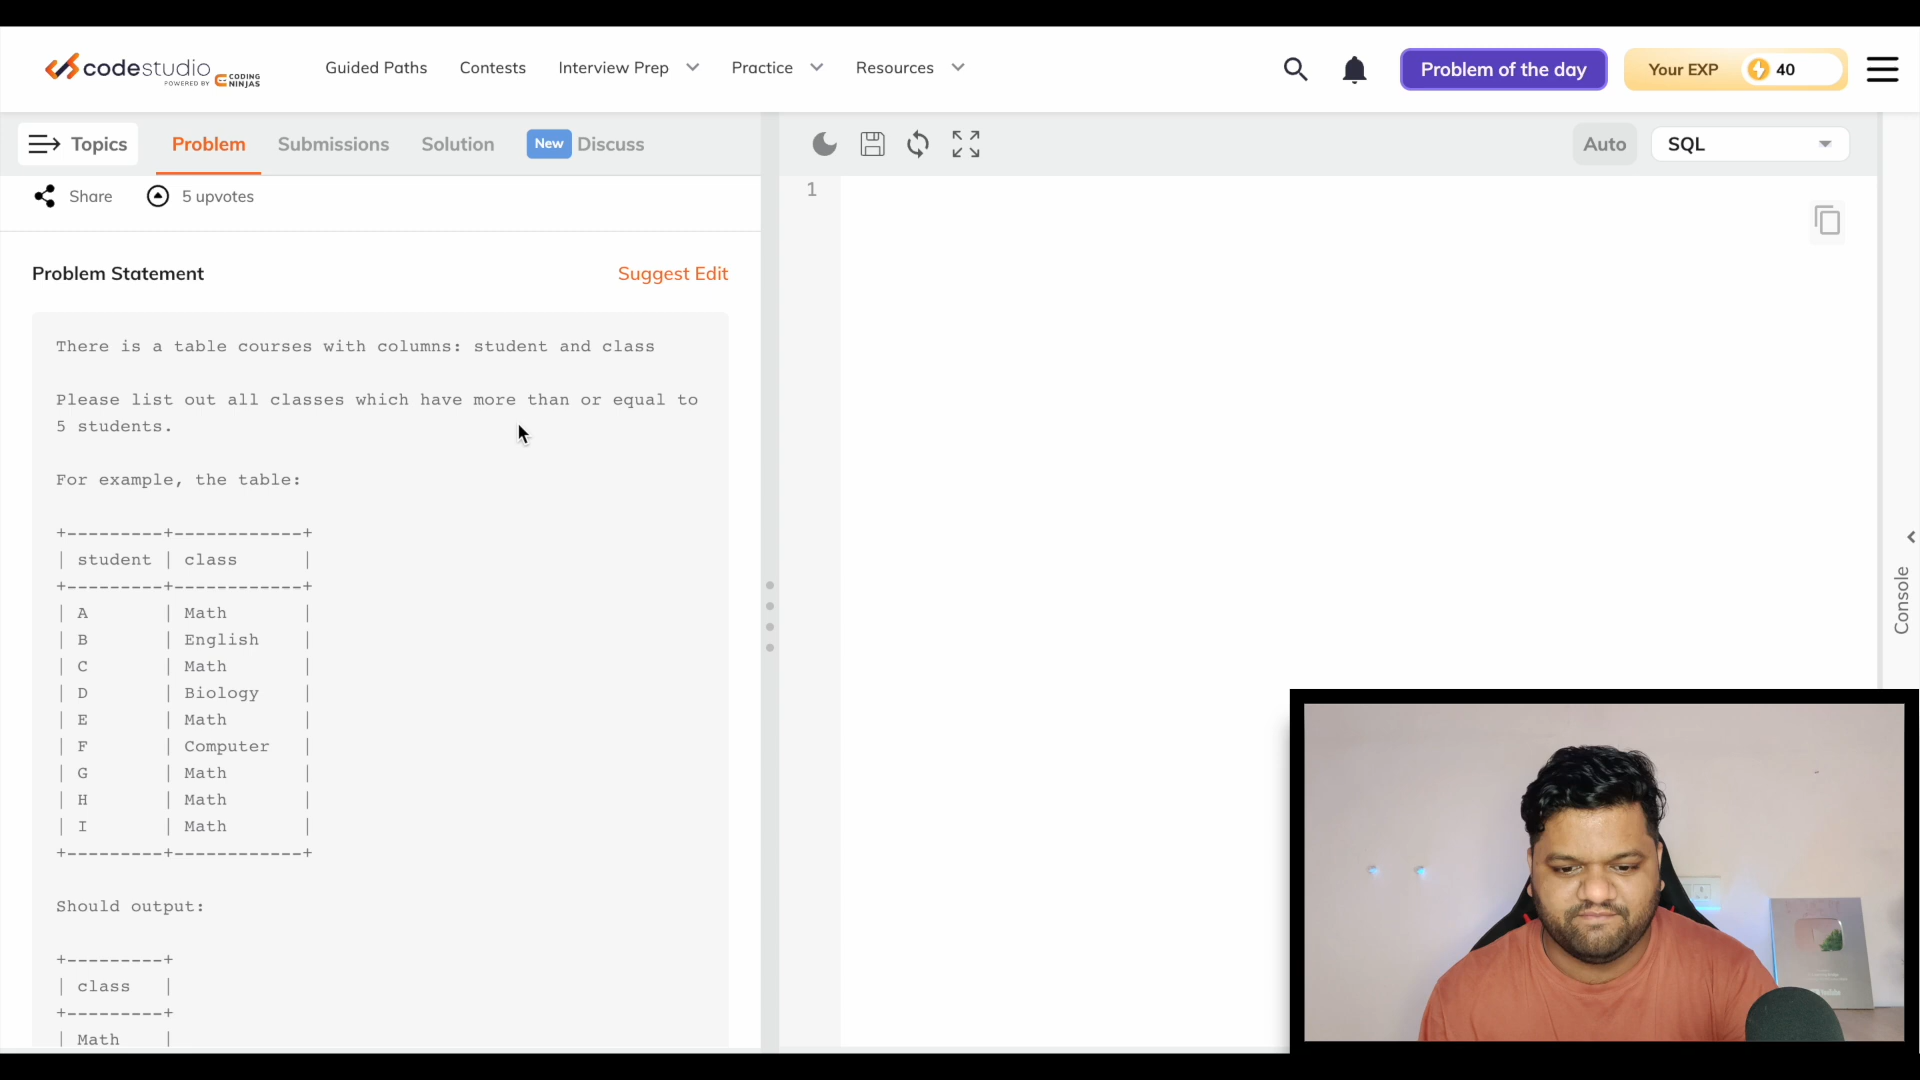 codestudio
POWERED BY CODING NINJAS
Guided Paths Contests Interview Prep Practice Resources
Problem of the day
Your EXP 40
Topics Problem Submissions Solution New Discuss
Auto SQL
Share 5 upvotes
1
Problem Statement Suggest Edit
There is a table courses with columns: student and class
Please list out all classes which have more than or equal to
5 students.
For example, the table:
+---------+------------+
| student | class      |
+---------+------------+
| A       | Math       |
| B       | English    |
| C       | Math       |
| D       | Biology    |
| E       | Math       |
| F       | Computer   |
| G       | Math       |
| H       | Math       |
| I       | Math       |
+---------+------------+
Should output:
+---------+
| class   |
+---------+
| Math    |
Console